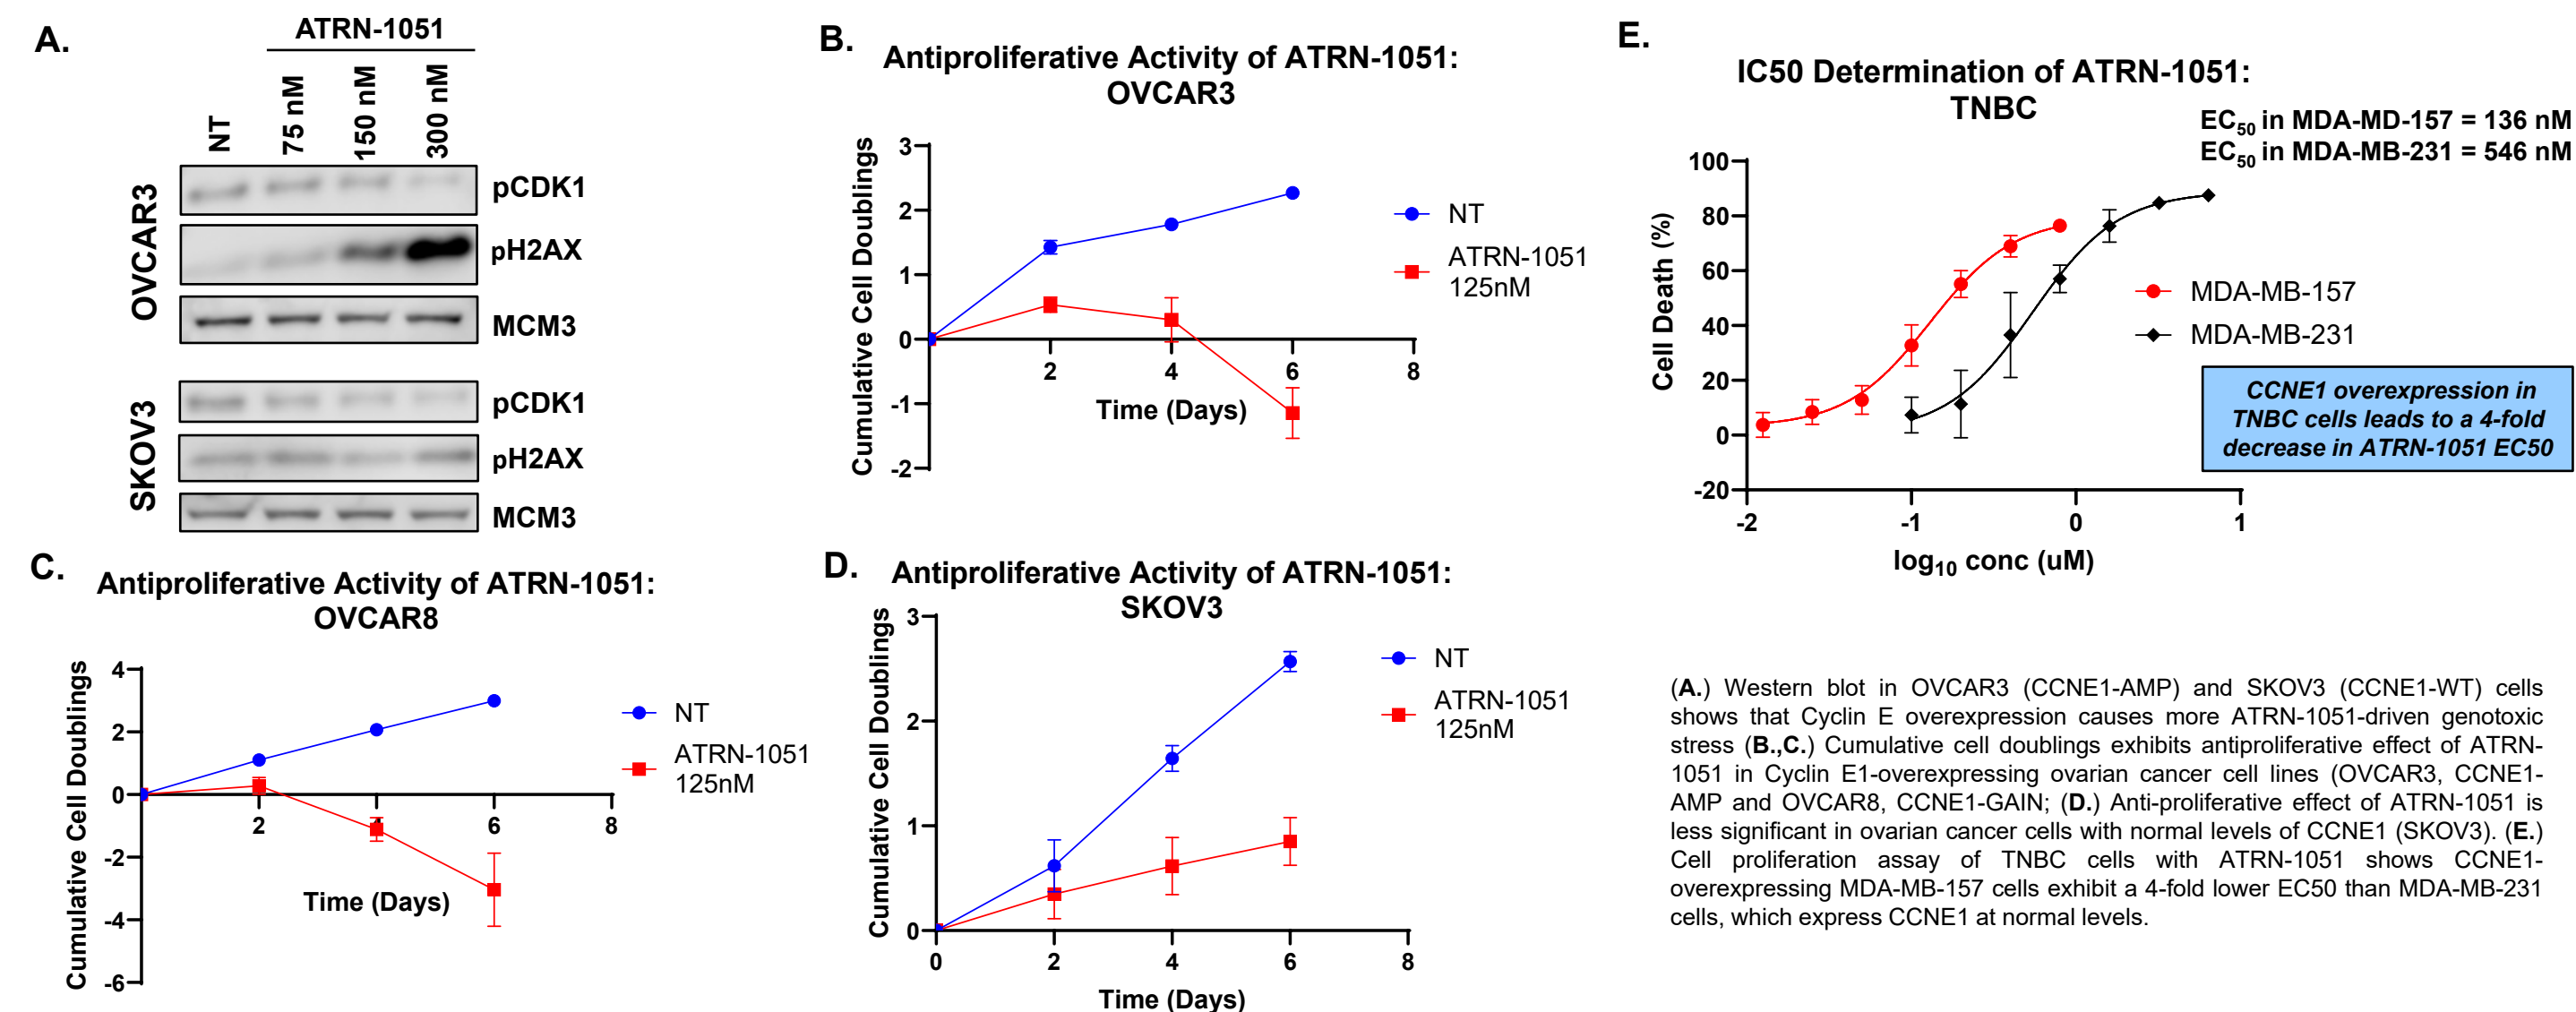 A.
ATRN-1051
NT
75 nM
150 nM
300 nM
OVCAR3
pCDK1
pH2AX
MCM3
SKOV3
pCDK1
pH2AX
MCM3
B.
Antiproliferative Activity of ATRN-1051:
OVCAR3
Cumulative Cell Doublings
3
2
1
0
-1
-2
2
4
6
8
Time (Days)
NT
ATRN-1051
125nM
C.
Antiproliferative Activity of ATRN-1051:
OVCAR8
Cumulative Cell Doublings
4
2
0
-2
-4
-6
2
4
6
8
Time (Days)
NT
ATRN-1051
125nM
D.
Antiproliferative Activity of ATRN-1051:
SKOV3
Cumulative Cell Doublings
3
2
1
0
0
2
4
6
8
Time (Days)
NT
ATRN-1051
125nM
E.
IC50 Determination of ATRN-1051:
TNBC
EC50 in MDA-MD-157 = 136 nM
EC50 in MDA-MB-231 = 546 nM
Cell Death (%)
100
80
60
40
20
0
-20
-2
-1
0
1
log10 conc (uM)
MDA-MB-157
MDA-MB-231
CCNE1 overexpression in
TNBC cells leads to a 4-fold
decrease in ATRN-1051 EC50
(A.) Western blot in OVCAR3 (CCNE1-AMP) and SKOV3 (CCNE1-WT) cells
shows that Cyclin E overexpression causes more ATRN-1051-driven genotoxic
stress (B.,C.) Cumulative cell doublings exhibits antiproliferative effect of ATRN-
1051 in Cyclin E1-overexpressing ovarian cancer cell lines (OVCAR3, CCNE1-
AMP and OVCAR8, CCNE1-GAIN; (D.) Anti-proliferative effect of ATRN-1051 is
less significant in ovarian cancer cells with normal levels of CCNE1 (SKOV3). (E.)
Cell proliferation assay of TNBC cells with ATRN-1051 shows CCNE1-
overexpressing MDA-MB-157 cells exhibit a 4-fold lower EC50 than MDA-MB-231
cells, which express CCNE1 at normal levels.